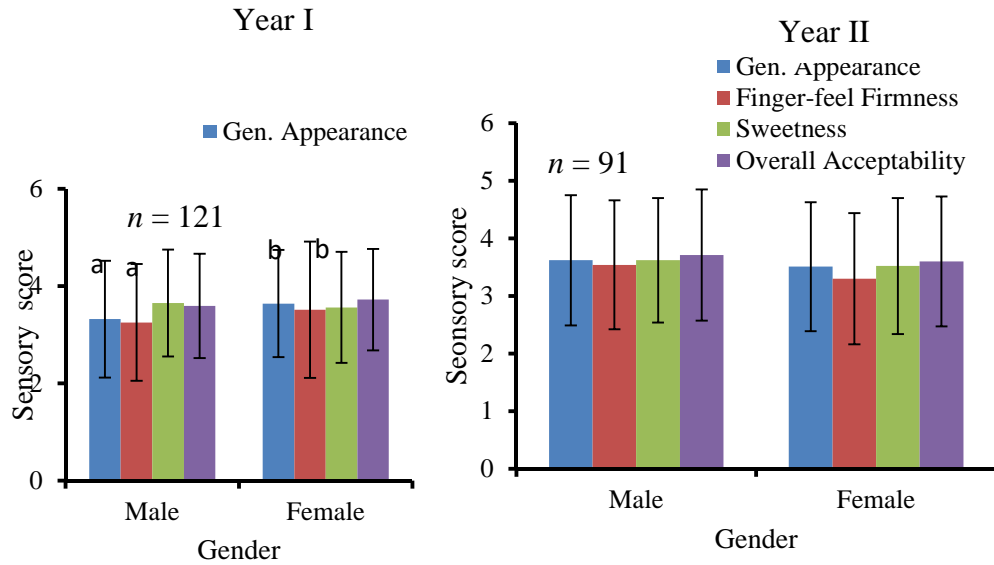 Year I
Gen. Appearance
n = 121
a
a
b
b
6
4
2
0
Sensory score
Male
Female
Gender
Year II
Gen. Appearance
Finger-feel Firmness
Sweetness
Overall Acceptability
n = 91
6
5
4
3
2
1
0
Seonsory score
Male
Female
Gender